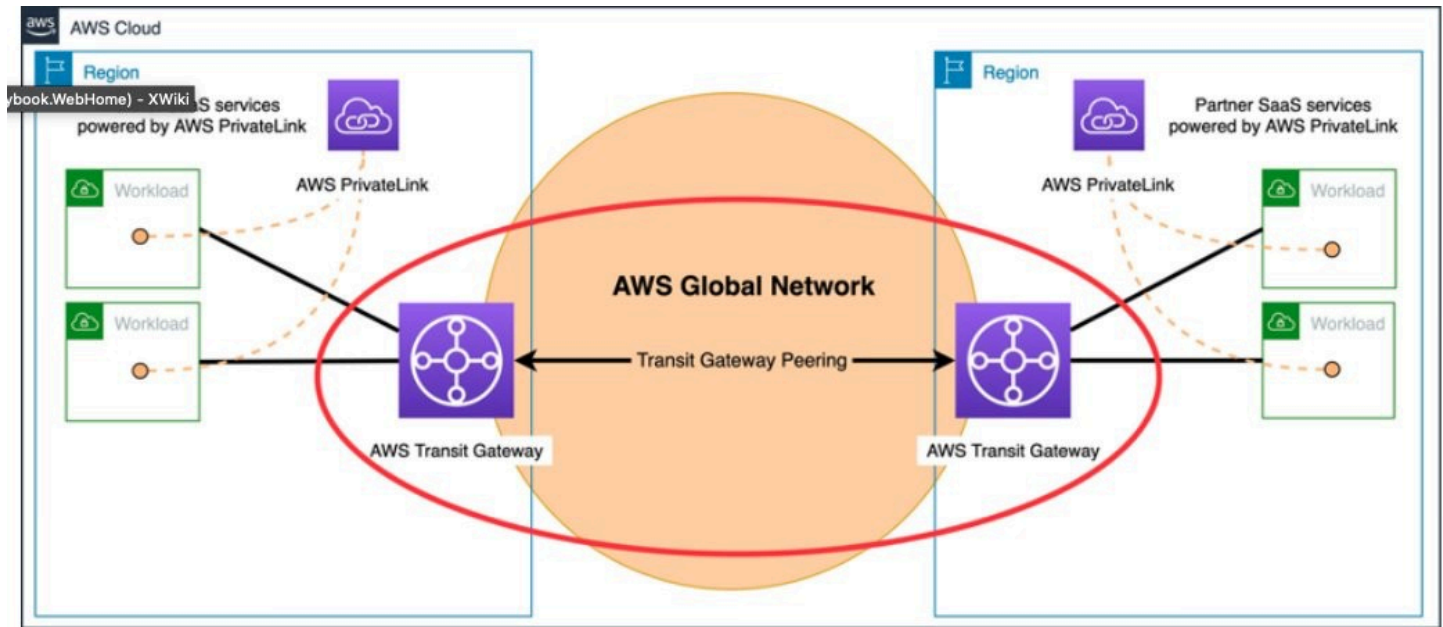 aws
AWS Cloud
Region
ybook.WebHome) - XWiki
aS services
powered by AWS PrivateLink
AWS PrivateLink
Workload
Workload
AWS Transit Gateway
AWS Global Network
Transit Gateway Peering
Region
Partner SaaS services
powered by AWS PrivateLink
AWS PrivateLink
Workload
Workload
AWS Transit Gateway